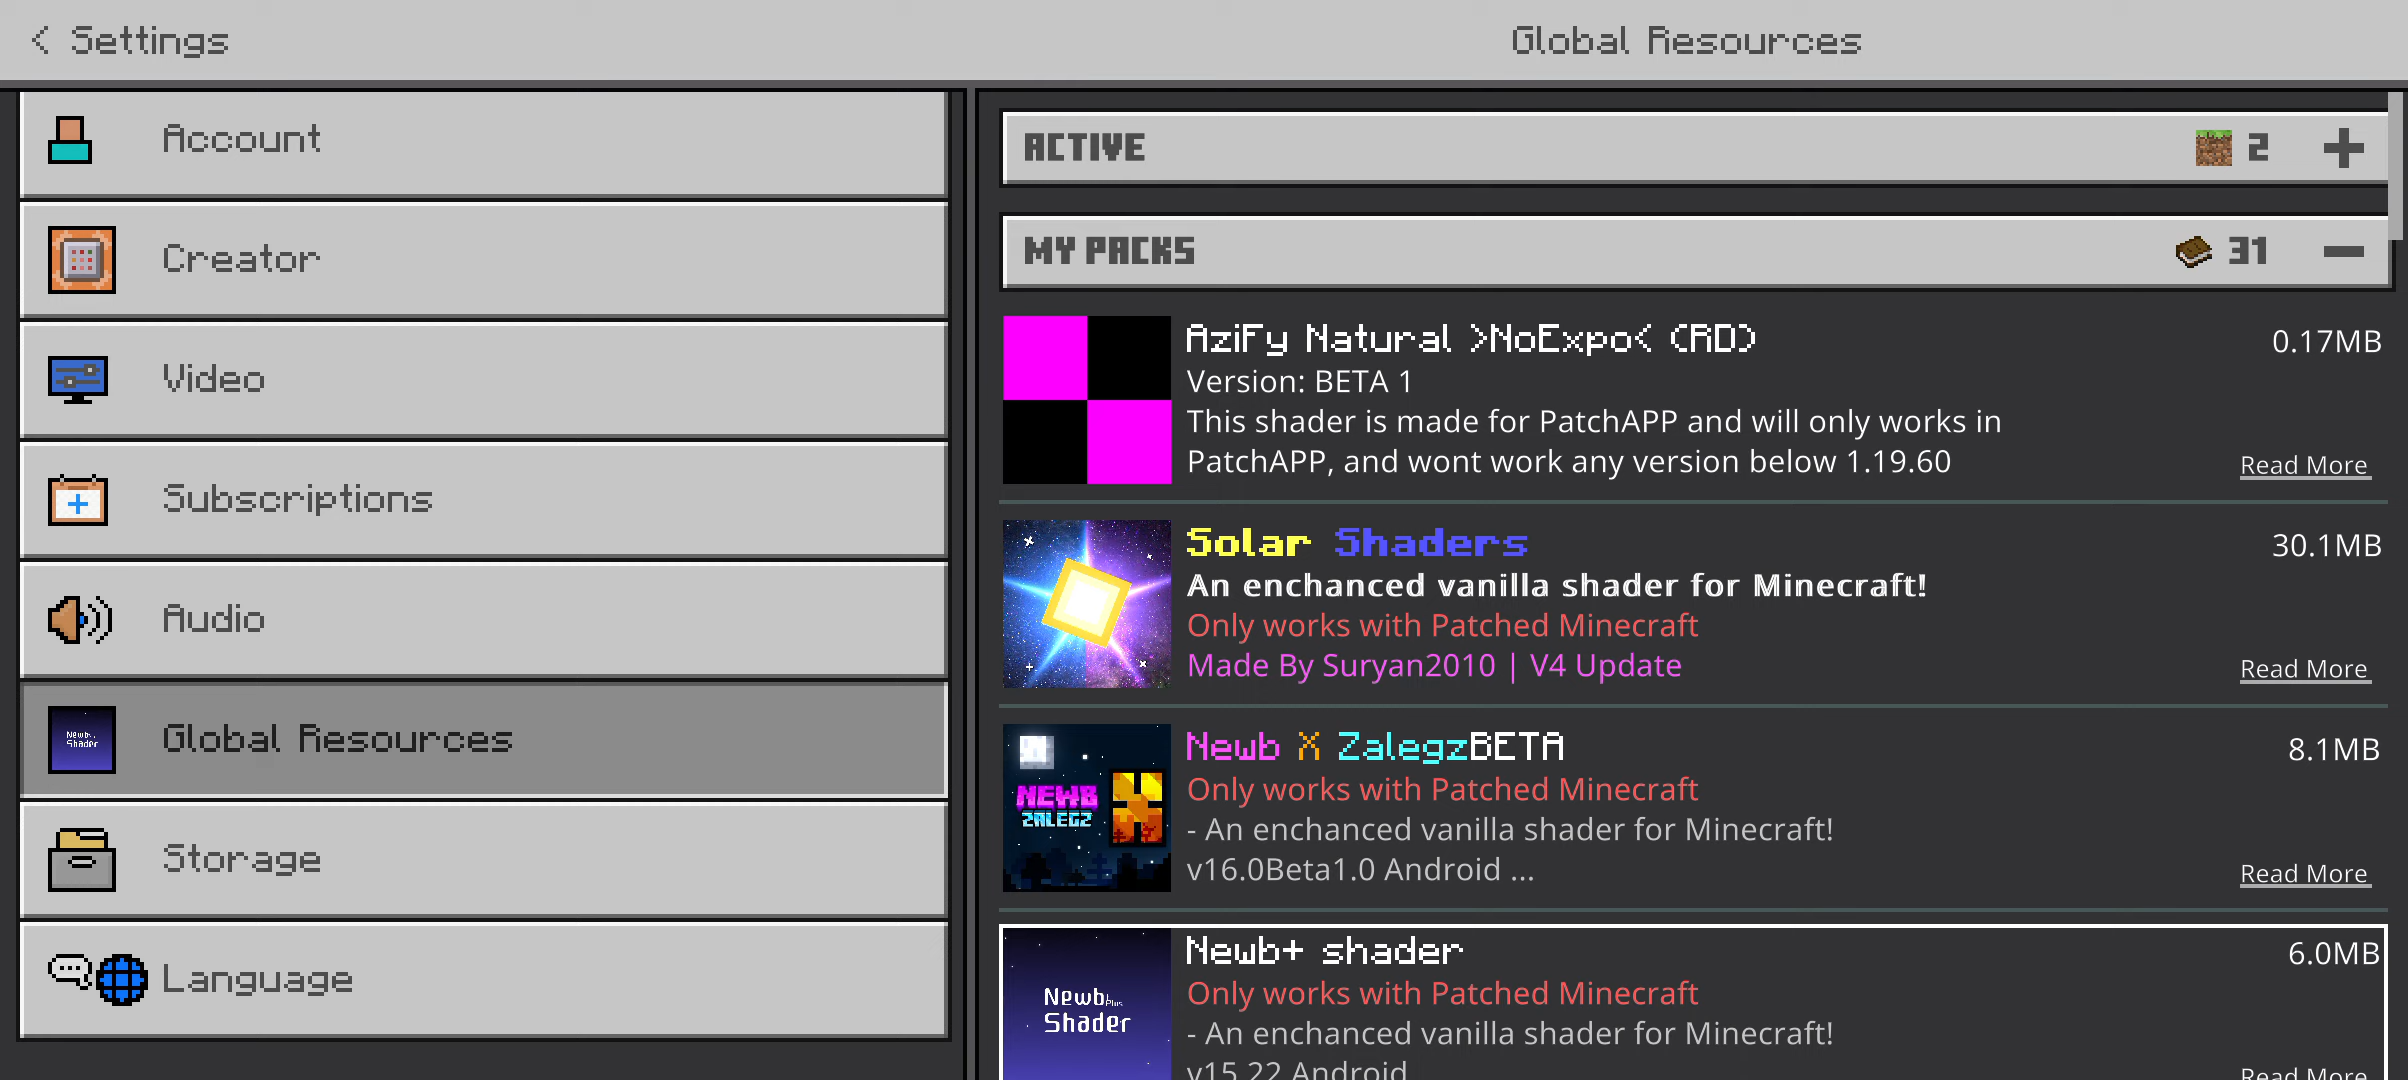 Settings
Global Resources
Account
Creator
Video
Subscriptions
Audio
Newb+
Shader
Global Resources
Storage
Language
ACTIVE
2
MY PACKS
31
AziFy Natural >NoExpo< (RD)
0.17MB
Version: BETA 1
This shader is made for PatchAPP and will only works in
PatchAPP, and wont work any version below 1.19.60
Read More
Solar Shaders
30.1MB
An enchanced vanilla shader for Minecraft!
Only works with Patched Minecraft
Made By Suryan2010 | V4 Update
Read More
NEWB
ZALEGZ
Newb X ZalegzBETA
8.1MB
Only works with Patched Minecraft
- An enchanced vanilla shader for Minecraft!
v16.0Beta1.0 Android ...
Read More
Newb Plus
Shader
Newb+ shader
6.0MB
Only works with Patched Minecraft
- An enchanced vanilla shader for Minecraft!
v15.22 Android
Read More